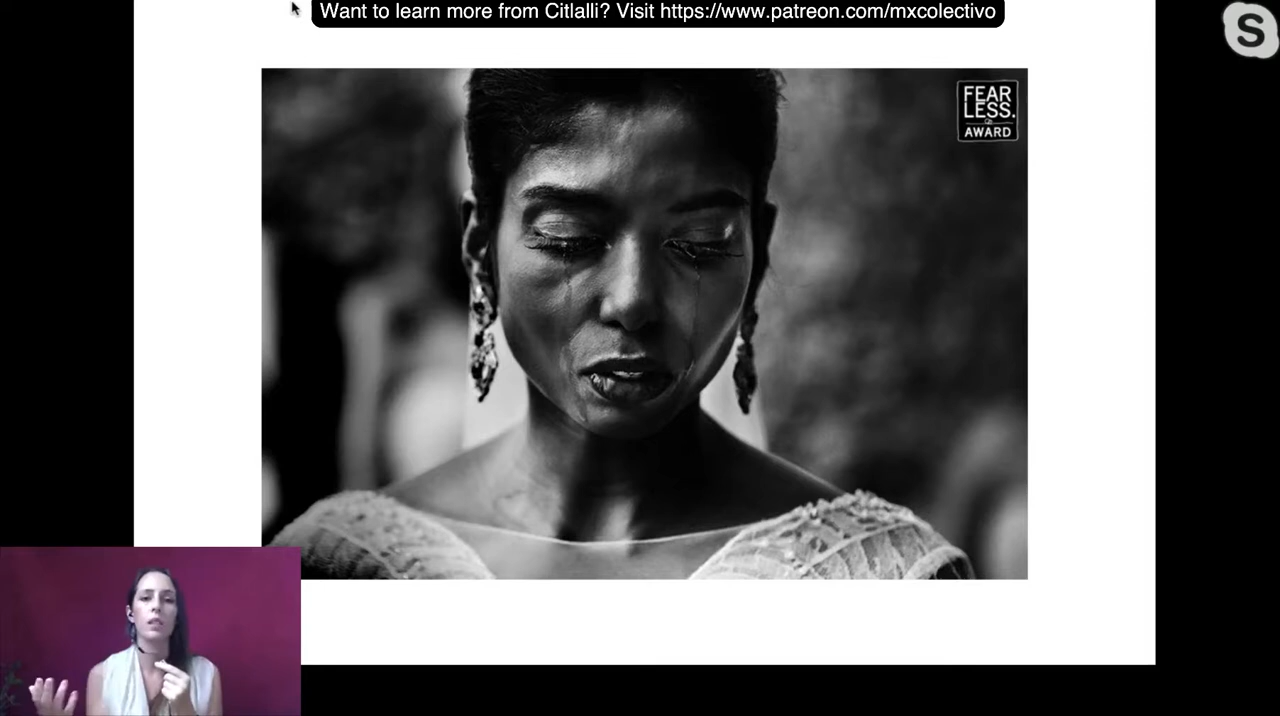 Want to learn more from Citlalli? Visit https://www.patreon.com/mxcolectivo
S
FEAR
LESS.
AWARD